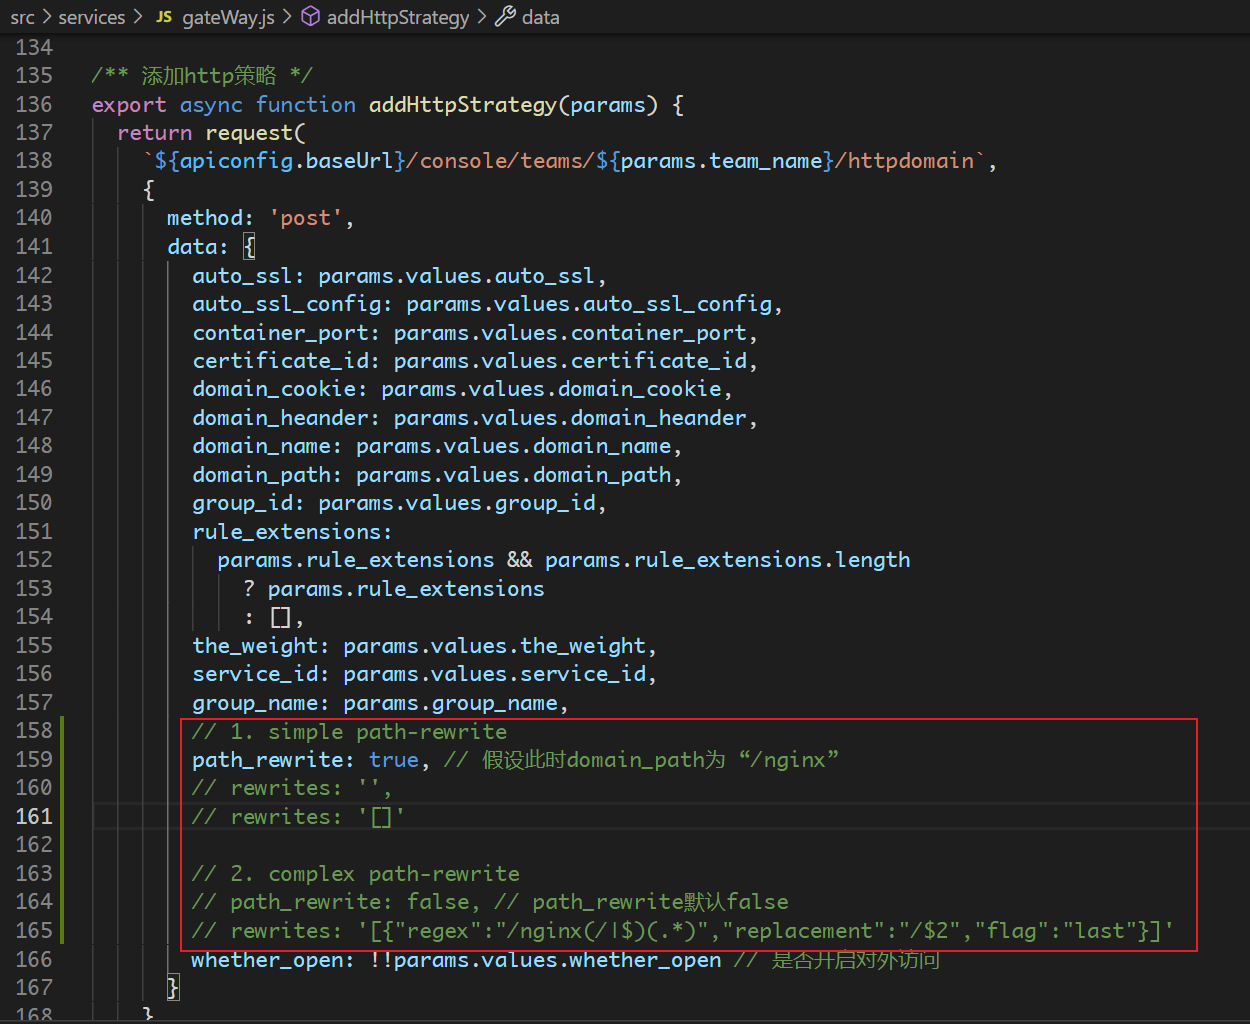 src > services > JS gateWay.js > addHttpStrategy > data
134
135 /** 添加http策略 */
136 export async function addHttpStrategy(params) {
137 return request(
138 `${apiconfig.baseUrl}/console/teams/${params.team_name}/httpdomain`,
139 {
140 method: 'post',
141 data: {
142 auto_ssl: params.values.auto_ssl,
143 auto_ssl_config: params.values.auto_ssl_config,
144 container_port: params.values.container_port,
145 certificate_id: params.values.certificate_id,
146 domain_cookie: params.values.domain_cookie,
147 domain_heander: params.values.domain_heander,
148 domain_name: params.values.domain_name,
149 domain_path: params.values.domain_path,
150 group_id: params.values.group_id,
151 rule_extensions:
152 params.rule_extensions && params.rule_extensions.length
153 ? params.rule_extensions
154 : [],
155 the_weight: params.values.the_weight,
156 service_id: params.values.service_id,
157 group_name: params.group_name,
158 // 1. simple path-rewrite
159 path_rewrite: true, // 假设此时domain_path为“/nginx”
160 // rewrites: '',
161 // rewrites: '[]'
162
163 // 2. complex path-rewrite
164 // path_rewrite: false, // path_rewrite默认false
165 // rewrites: '[{"regex":"/nginx(/|$)(.*)","replacement":"/$2","flag":"last"}]'
166 whether_open: !!params.values.whether_open // 是否开启对外访问
167 }
168 }